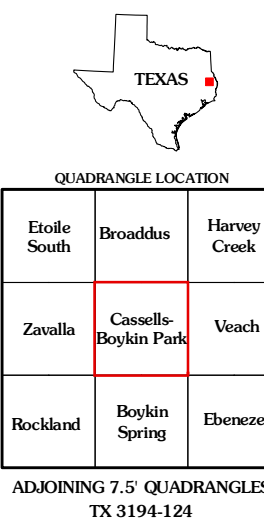 TEXAS
QUADRANGLE LOCATION
Etoile South
Broaddus
Harvey Creek
Zavalla
Cassells-Boykin Park
Veach
Rockland
Boykin Spring
Ebeneze
ADJOINING 7.5' QUADRANGLES
TX 3194-124